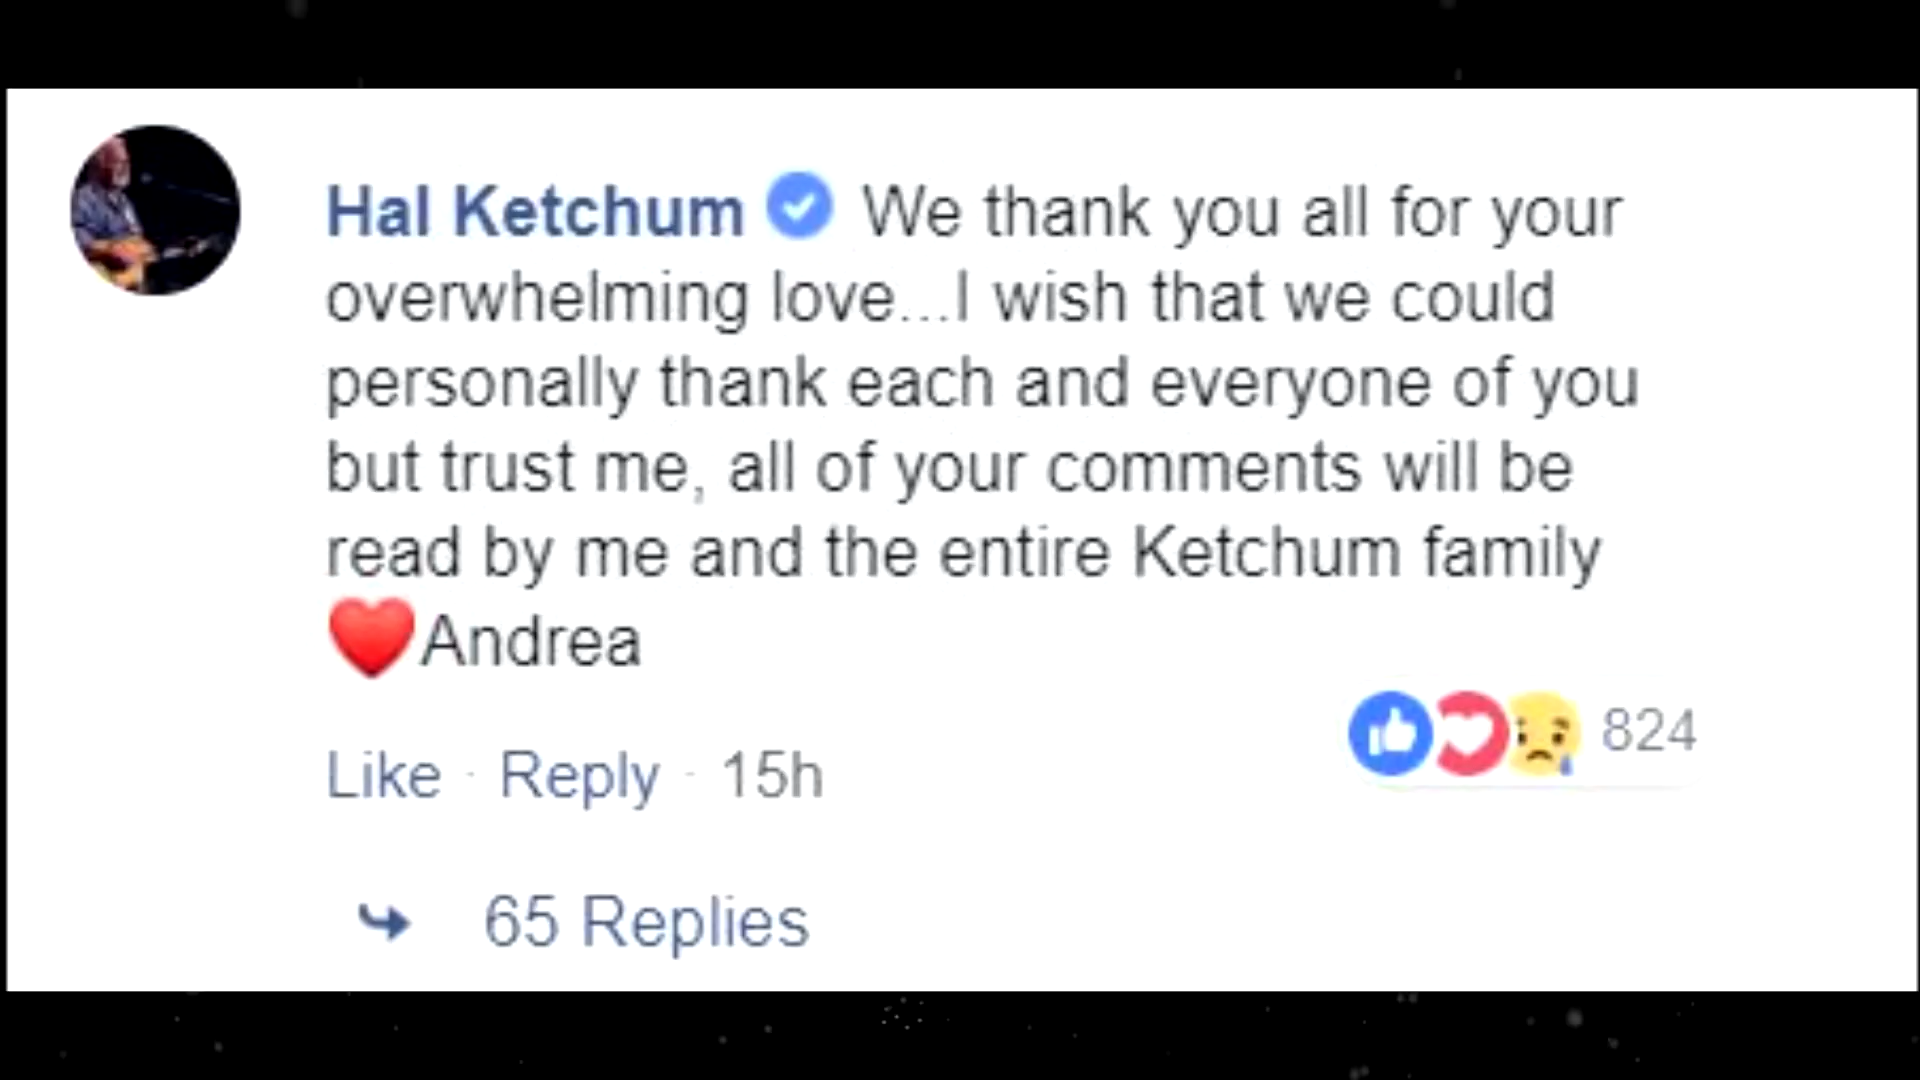 Hal Ketchum We thank you all for your
overwhelming love...I wish that we could
personally thank each and everyone of you
but trust me, all of your comments will be
read by me and the entire Ketchum family
❤️Andrea
824
Like · Reply · 15h
65 Replies